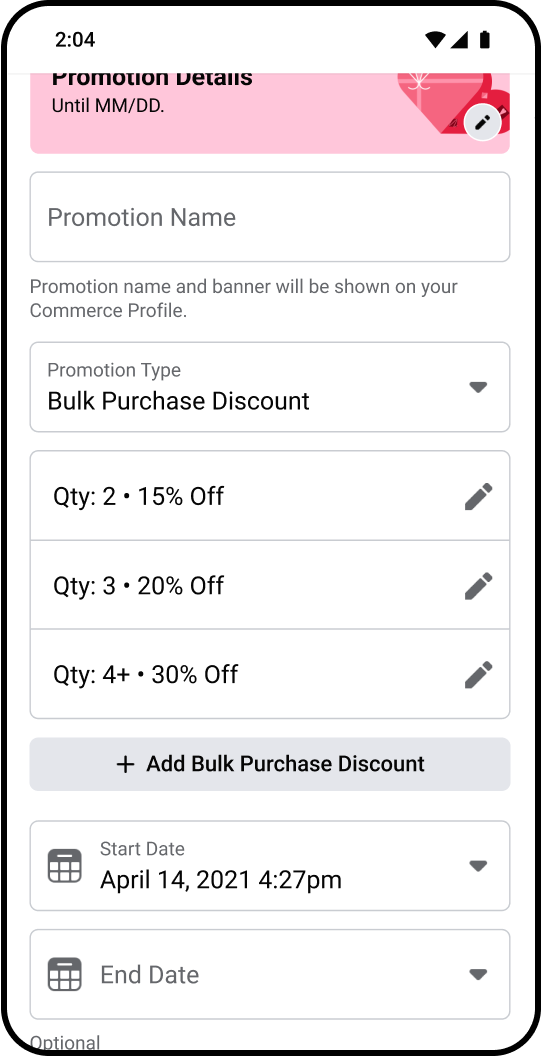 2:04
Promotion Details
Until MM/DD.
Promotion Name
Promotion name and banner will be shown on your
Commerce Profile.
Promotion Type
Bulk Purchase Discount
Qty: 2 • 15% Off
Qty: 3 • 20% Off
Qty: 4+ • 30% Off
+ Add Bulk Purchase Discount
Start Date
April 14, 2021 4:27pm
End Date
Optional